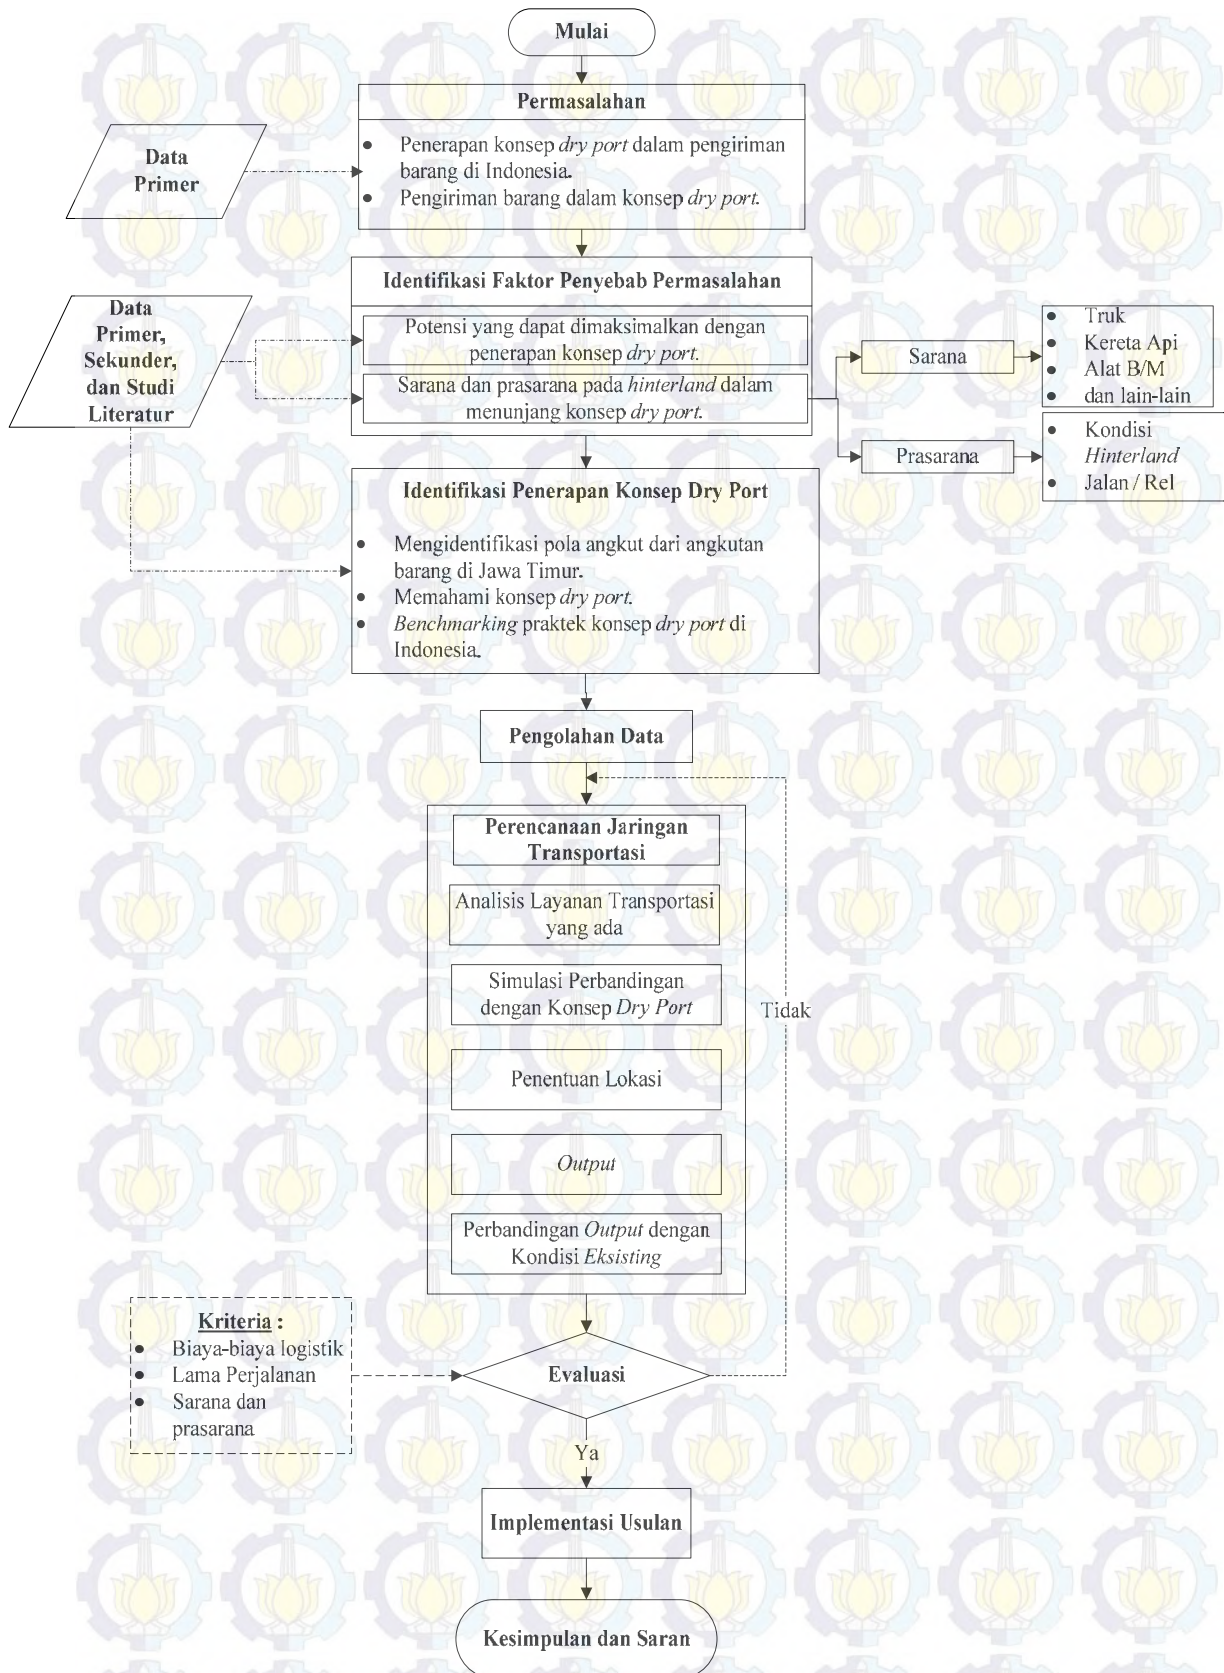 Mulai
Permasalahan
• Penerapan konsep dry port dalam pengiriman
barang di Indonesia.
• Pengiriman barang dalam konsep dry port.
Data
Primer
Identifikasi Faktor Penyebab Permasalahan
Potensi yang dapat dimaksimalkan dengan
penerapan konsep dry port.
Sarana dan prasarana pada hinterland dalam
menunjang konsep dry port.
Data
Primer,
Sekunder,
dan Studi
Literatur
Sarana
• Truk
• Kereta Api
• Alat B/M
• dan lain-lain
Prasarana
• Kondisi
Hinterland
• Jalan / Rel
Identifikasi Penerapan Konsep Dry Port
• Mengidentifikasi pola angkut dari angkutan
barang di Jawa Timur.
• Memahami konsep dry port.
• Benchmarking praktek konsep dry port di
Indonesia.
Pengolahan Data
Perencanaan Jaringan
Transportasi
Analisis Layanan Transportasi
yang ada
Simulasi Perbandingan
dengan Konsep Dry Port
Tidak
Penentuan Lokasi
Output
Perbandingan Output dengan
Kondisi Eksisting
Kriteria :
• Biaya-biaya logistik
• Lama Perjalanan
• Sarana dan
prasarana
Evaluasi
Ya
Implementasi Usulan
Kesimpulan dan Saran